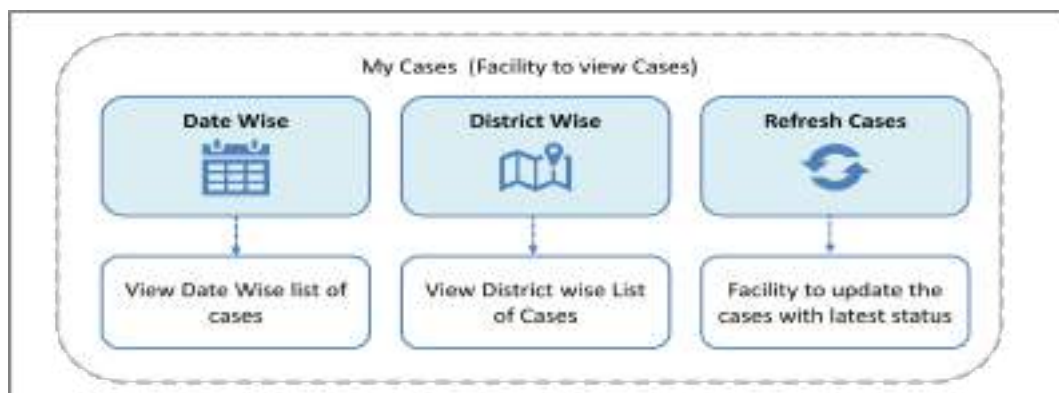 My Cases (Facility to view Cases)
Date Wise
District Wise
Refresh Cases
View Date Wise list of
cases
View District wise List
of Cases
Facility to update the
cases with latest status